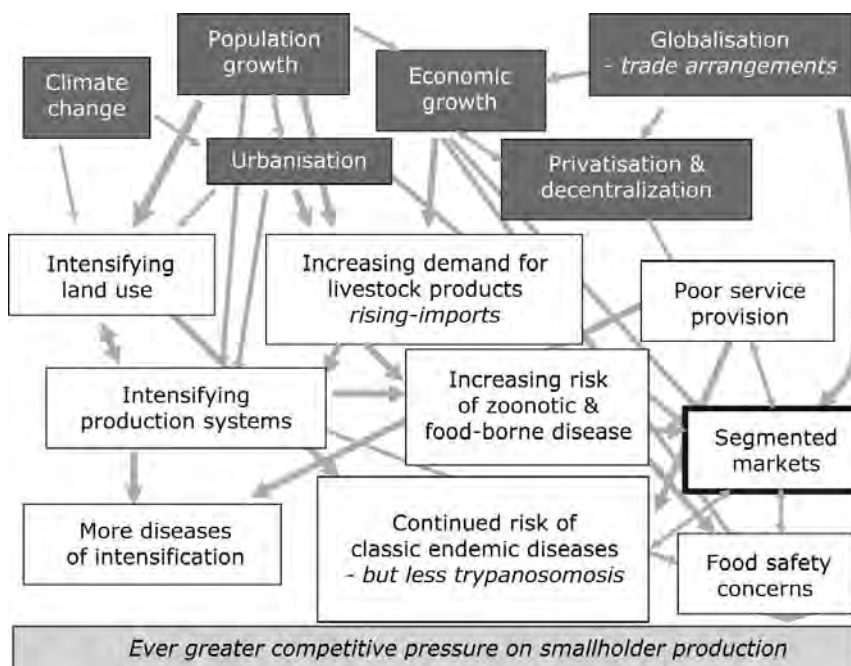 Population
growth
Globalisation
- trade arrangements
Climate
change
Economic
growth
Urbanisation
Privatisation &
decentralization
Intensifying
land use
Increasing demand for
livestock products
rising-imports
Poor service
provision
Intensifying
production systems
Increasing risk
of zoonotic &
food-borne disease
Segmented
markets
More diseases
of intensification
Continued risk of
classic endemic diseases
- but less trypanosomosis
Food safety
concerns
Ever greater competitive pressure on smallholder production